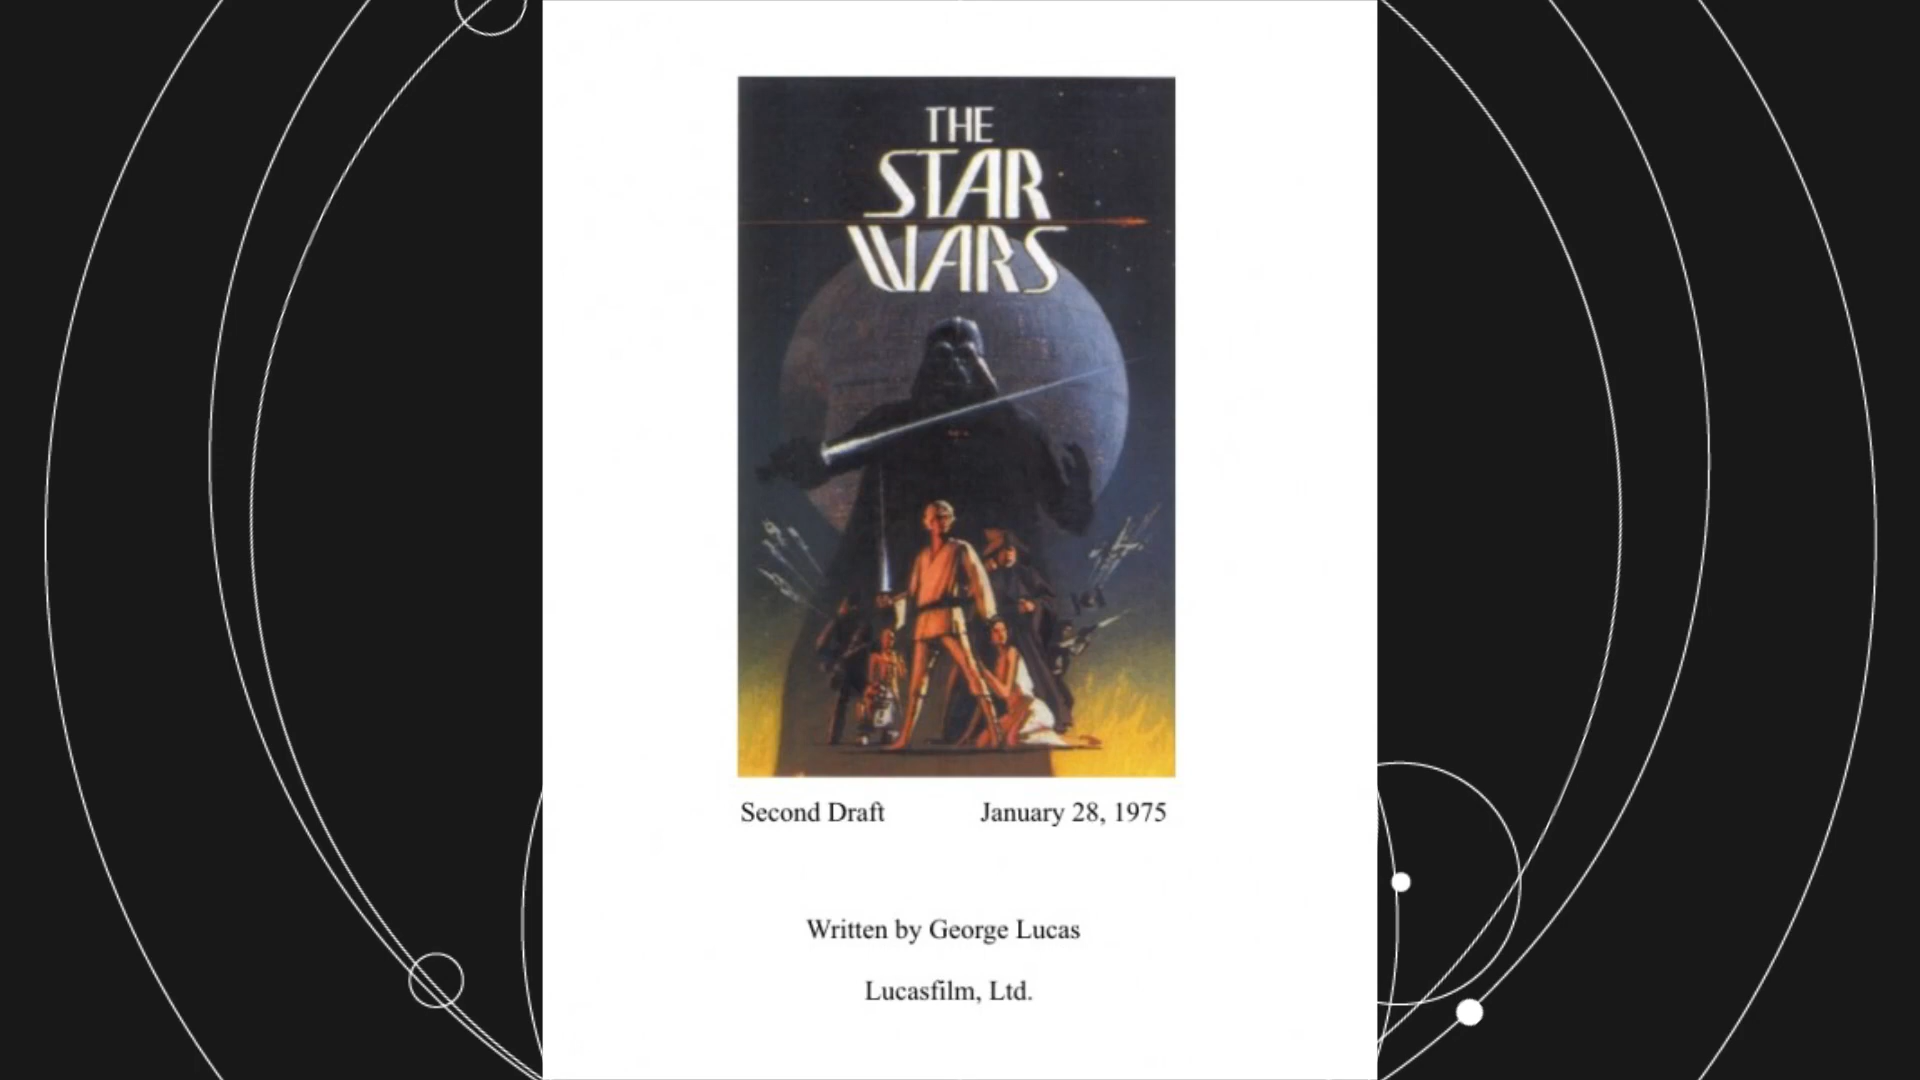 THE
STAR
WARS
Second Draft January 28, 1975
Written by George Lucas
Lucasfilm, Ltd.